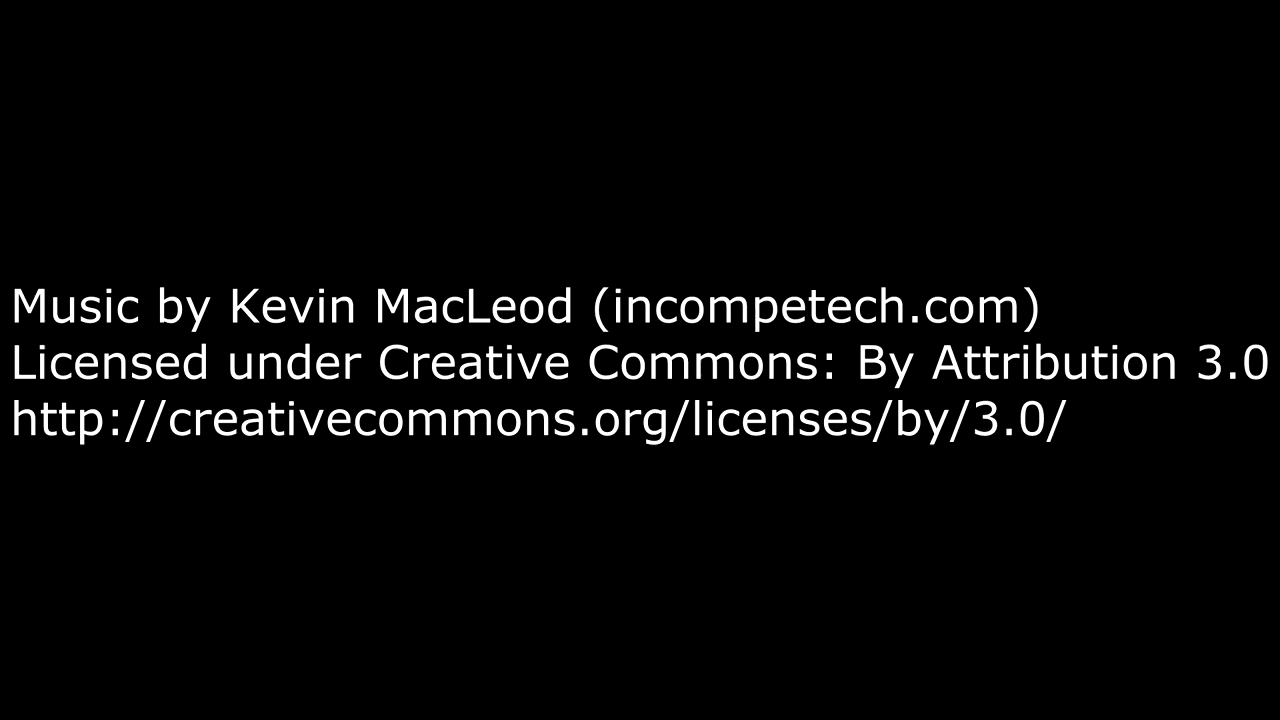 Music by Kevin MacLeod (incompetech.com)
Licensed under Creative Commons: By Attribution 3.0
http://creativecommons.org/licenses/by/3.0/